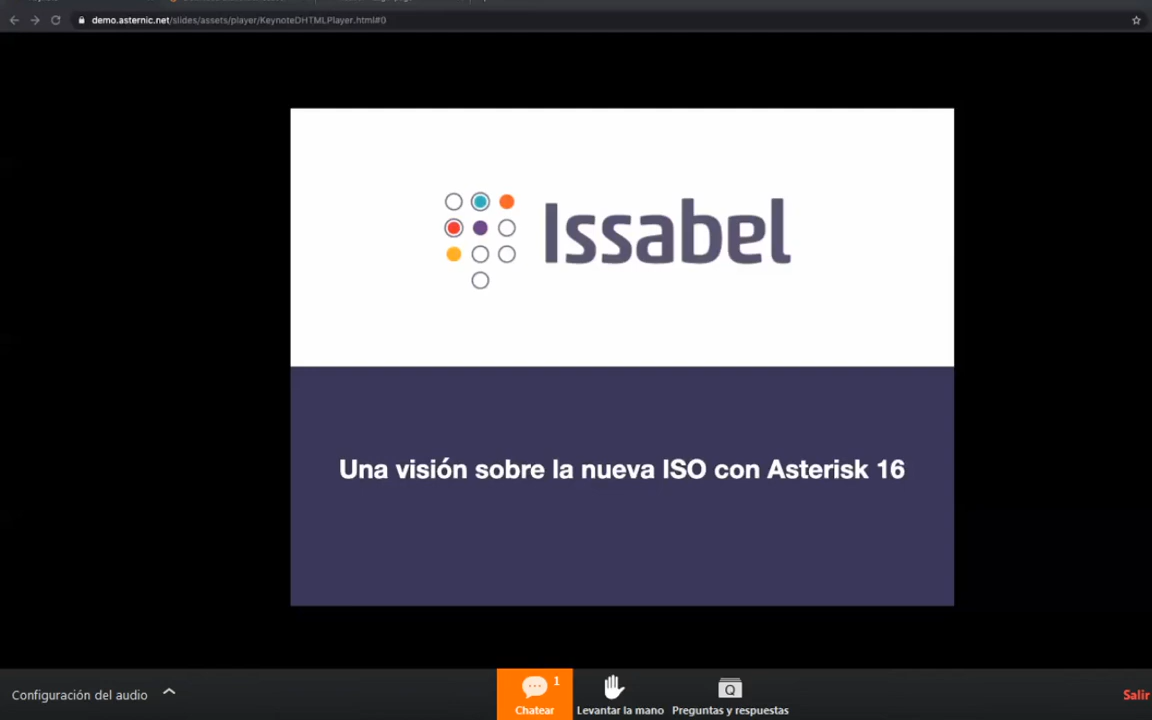 demo.asternic.net/slides/assets/player/KeynoteDHTMLPlayer.html#0
Issabel
Una visión sobre la nueva ISO con Asterisk 16
Configuración del audio
1
Chatear
Levantar la mano
Q
Preguntas y respuestas
Salir